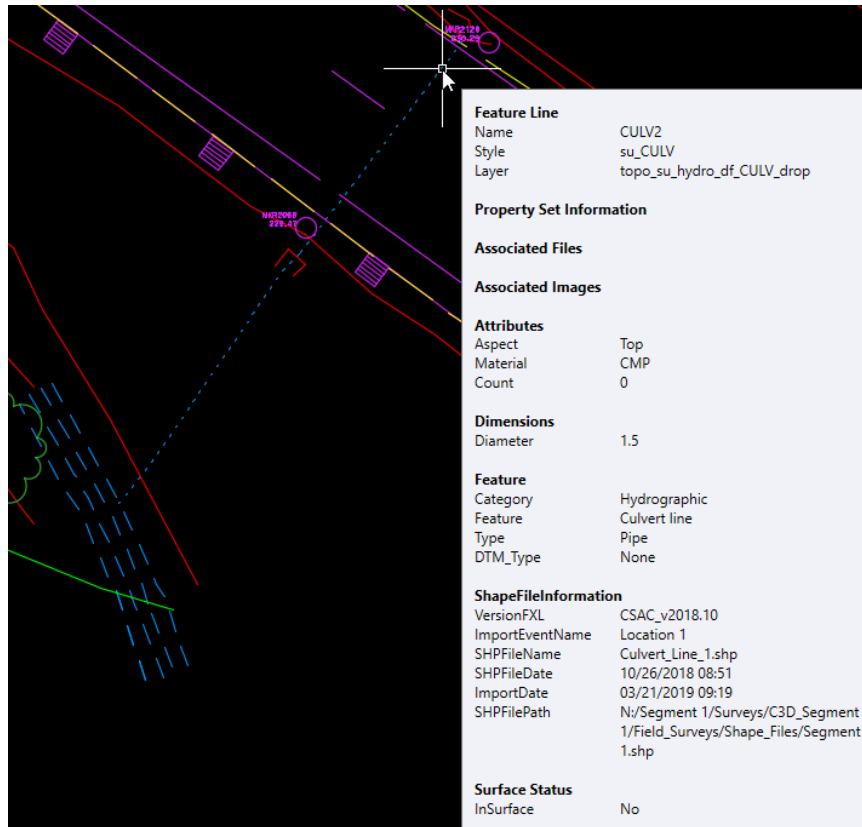 Feature Line
Name CULV2
Style su_CULV
Layer topo_su_hydro_df_CULV_drop
Property Set Information
Associated Files
Associated Images
Attributes
Aspect Top
Material CMP
Count 0
Dimensions
Diameter 1.5
Feature
Category Hydrographic
Feature Culvert line
Type Pipe
DTM_Type None
ShapeFileInformation
VersionFXL CSAC_v2018.10
ImportEventName Location 1
SHPFileName Culvert_Line_1.shp
SHPFileDate 10/26/2018 08:51
ImportDate 03/21/2019 09:19
SHPFilePath N:/Segment 1/Surveys/C3D_Segment
1/Field_Surveys/Shape_Files/Segment
1.shp
Surface Status
InSurface No